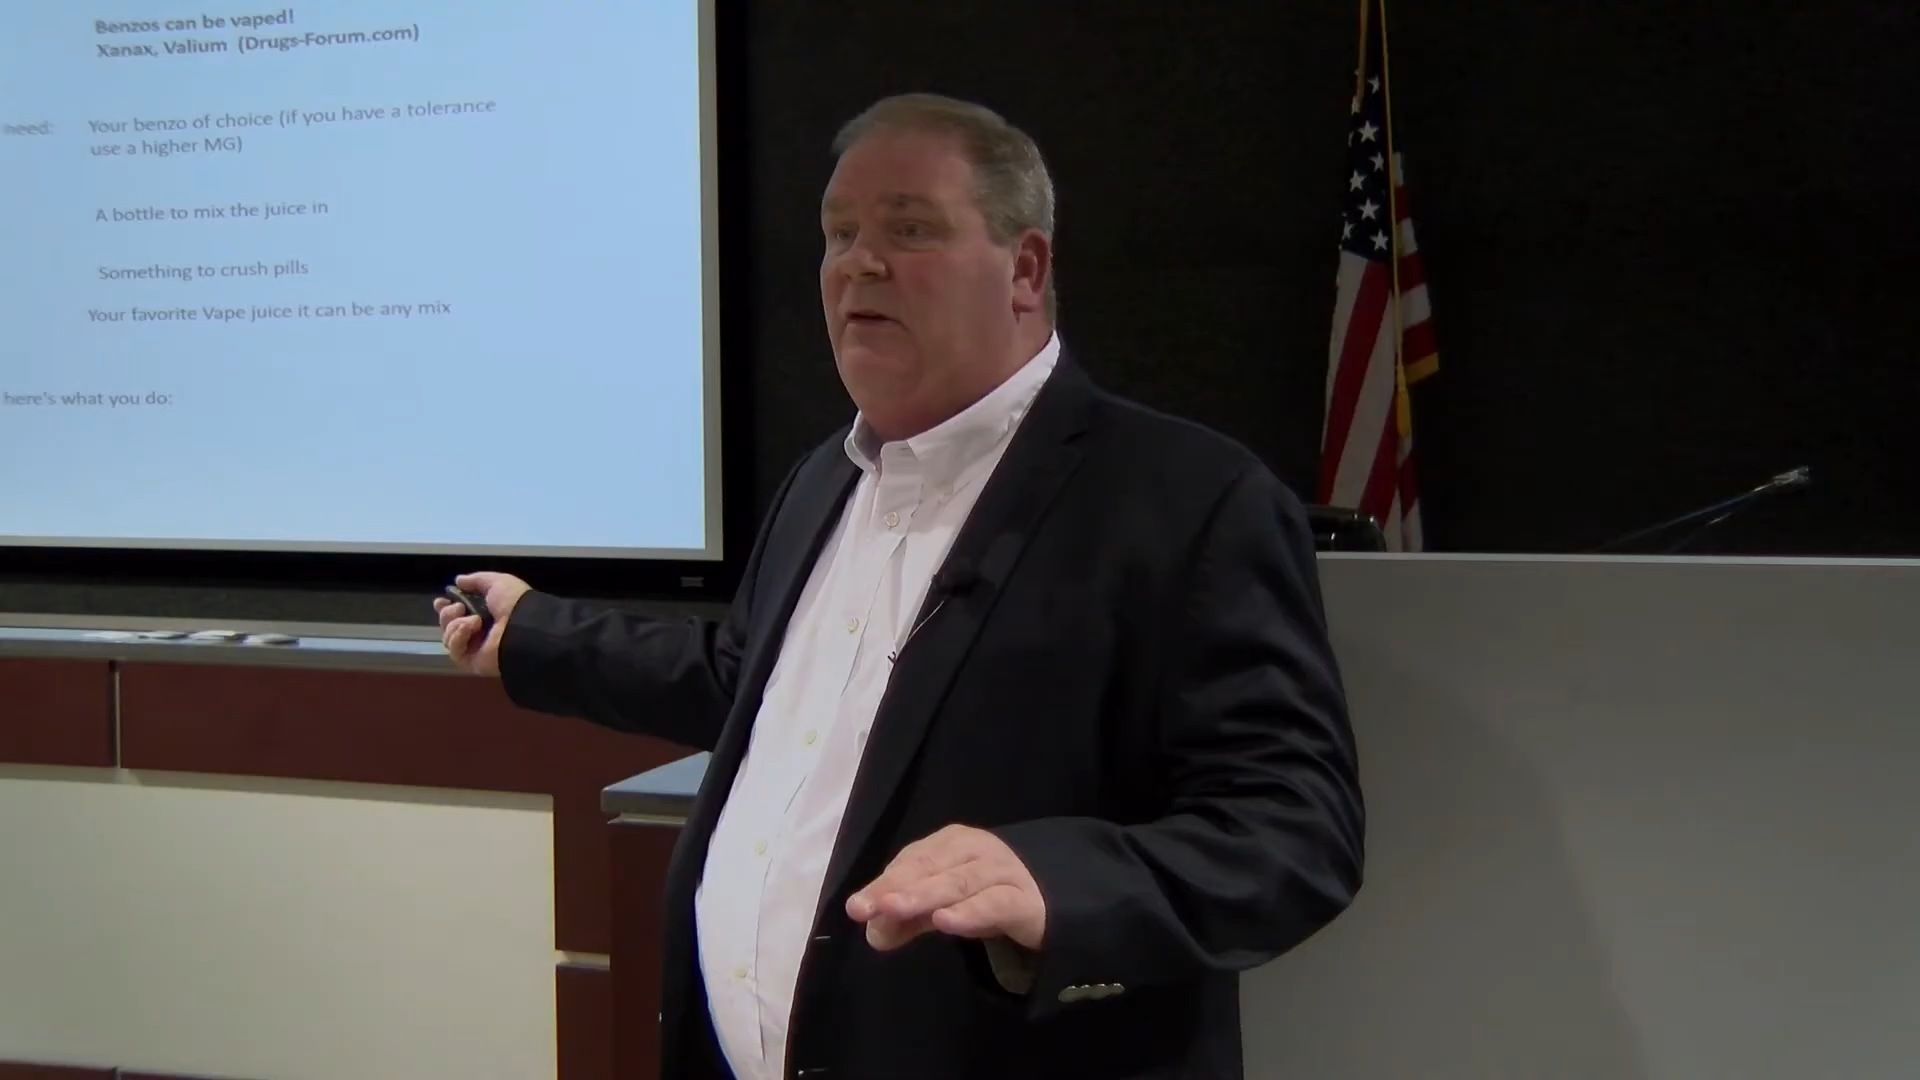 Benzos can be vaped!
Xanax, Valium (Drugs-Forum.com)
need: Your benzo of choice (if you have a tolerance
use a higher MG)
A bottle to mix the juice in
Something to crush pills
Your favorite Vape juice it can be any mix
here's what you do: